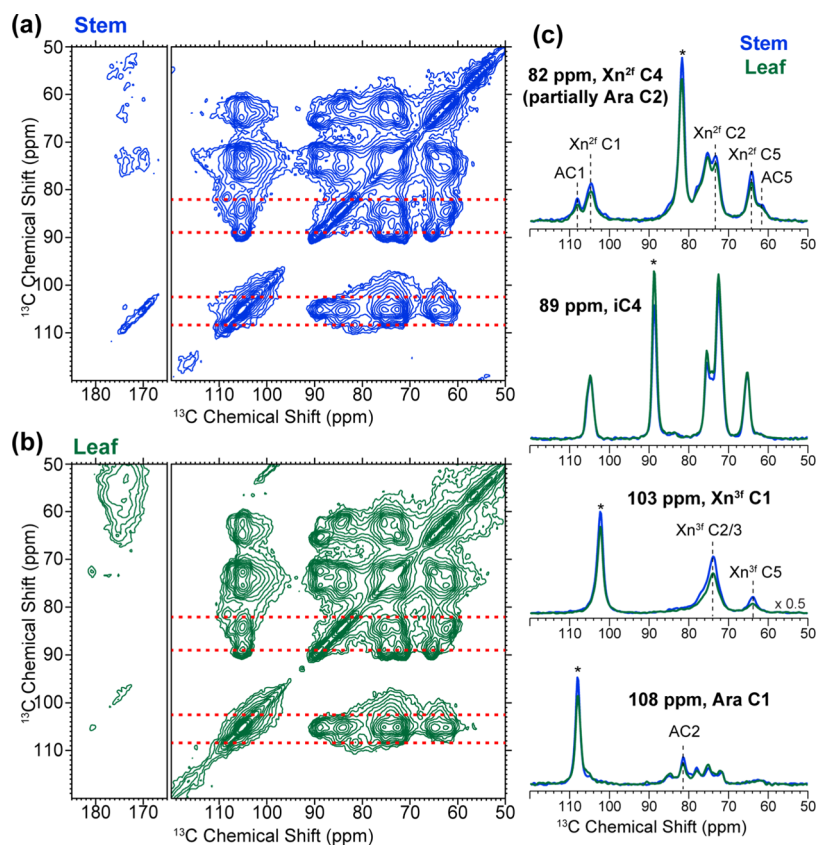 (a)
Stem
50
60
70
80
90
100
110
¹³C Chemical Shift (ppm)
180 170
100 90 80 70 60 50
¹³C Chemical Shift (ppm)
(b)
Leaf
50
60
70
80
90
100
110
¹³C Chemical Shift (ppm)
180 170
110 100 90 80 70 60 50
¹³C Chemical Shift (ppm)
(c)
Stem
Leaf
82 ppm, Xn²ᶠ C4
(partially Ara C2)
*
Xn²ᶠ C1
AC1
Xn²ᶠ C2
Xn²ᶠ C5
AC5
110 100 90 80 70 60 50
89 ppm, iC4
*
110 100 90 80 70 60 50
103 ppm, Xn³ᶠ C1
*
Xn³ᶠ C2/3
Xn³ᶠ C5
x 0.5
110 100 90 80 70 60 50
108 ppm, Ara C1
*
AC2
110 100 90 80 70 60 50
¹³C Chemical Shift (ppm)